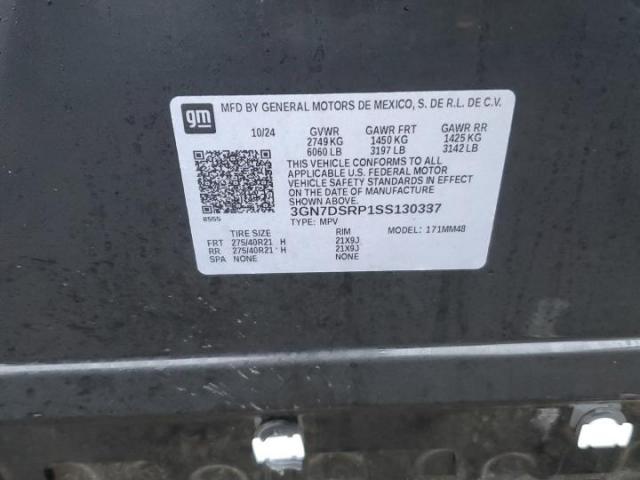 gm
MFD BY GENERAL MOTORS DE MEXICO, S. DE R.L. DE C.V.
10/24 GVWR GAWR FRT GAWR RR
2749 KG 1450 KG 1425 KG
6060 LB 3197 LB 3142 LB
THIS VEHICLE CONFORMS TO ALL
APPLICABLE U.S. FEDERAL MOTOR
VEHICLE SAFETY STANDARDS IN EFFECT
ON THE DATE OF MANUFACTURE SHOWN ABOVE.
8555 3GN7DSRP1SS130337
TYPE: MPV MODEL: 171MM48
TIRE SIZE RIM
FRT 275/40R21 H 21X9J
RR 275/40R21 H 21X9J
SPA NONE NONE